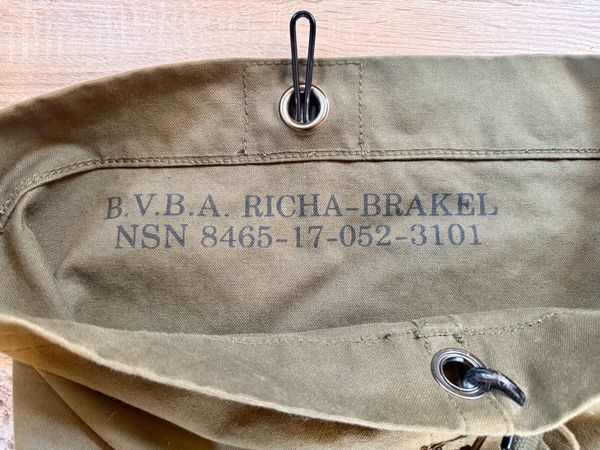 B.V.B.A. RICHA-BRAKEL
NSN 8465-17-052-3101